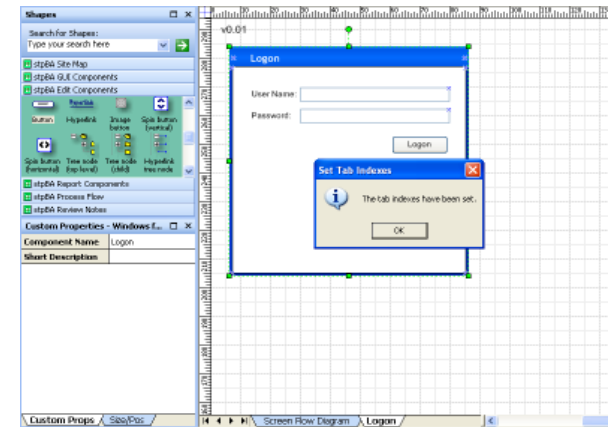 Shapes
Search for Shapes:
Type your search here
stpBA Site Map
stpBA GUI Components
stpBA Edit Components
Button
Hyperlink
Image button
Spin button (vertical)
Spin button (horizontal)
Tree node (top level)
Tree node (child)
Hyperlink tree node
stpBA Report Components
stpBA Process Flow
stpBA Review Notes
Custom Properties - Windows f...
Component Name Logon
Short Description
Custom Props
Size/Pos
v0.01
Logon
User Name:
Password:
Logon
Set Tab Indexes
The tab indexes have been set.
OK
Screen Flow Diagram
Logon